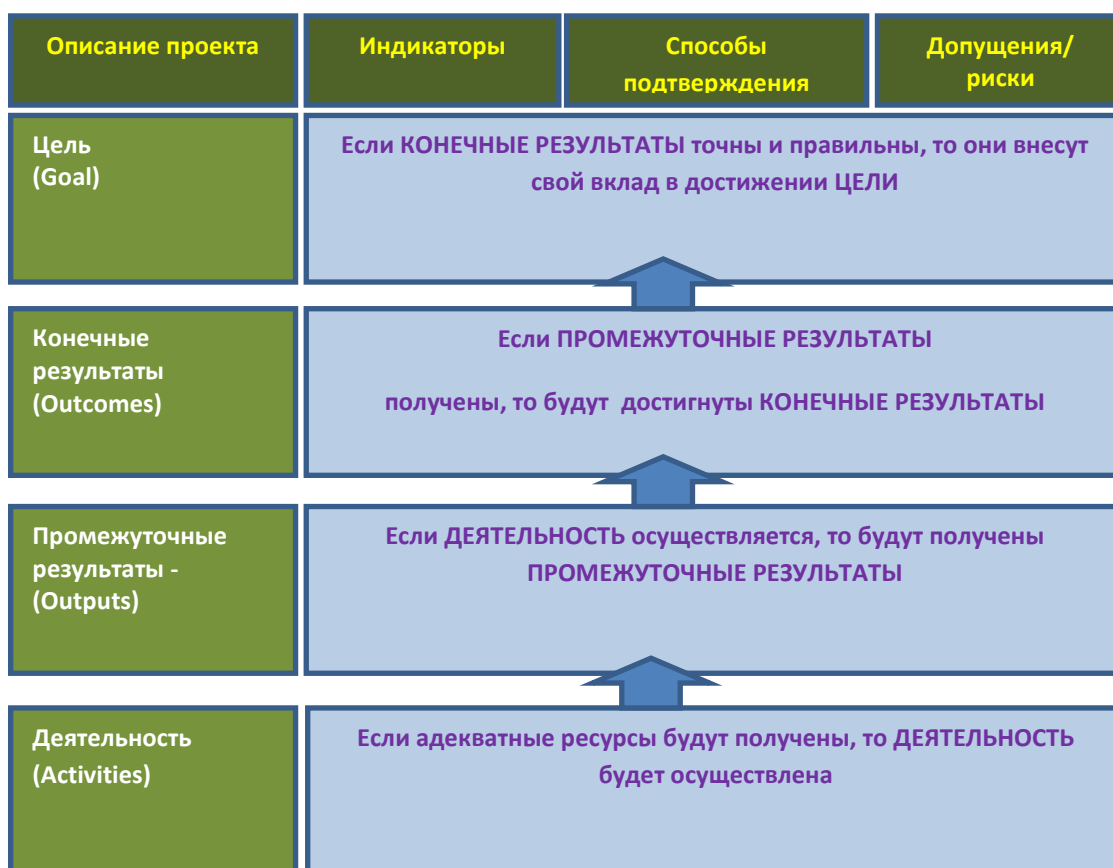 Описание проекта
Индикаторы
Способы
подтверждения
Допущения/
риски
Цель
(Goal)
Если КОНЕЧНЫЕ РЕЗУЛЬТАТЫ точны и правильны, то они внесут
свой вклад в достижении ЦЕЛИ
Конечные
результаты
(Outcomes)
Если ПРОМЕЖУТОЧНЫЕ РЕЗУЛЬТАТЫ
получены, то будут достигнуты КОНЕЧНЫЕ РЕЗУЛЬТАТЫ
Промежуточные
результаты -
(Outputs)
Если ДЕЯТЕЛЬНОСТЬ осуществляется, то будут получены
ПРОМЕЖУТОЧНЫЕ РЕЗУЛЬТАТЫ
Деятельность
(Activities)
Если адекватные ресурсы будут получены, то ДЕЯТЕЛЬНОСТЬ
будет осуществлена